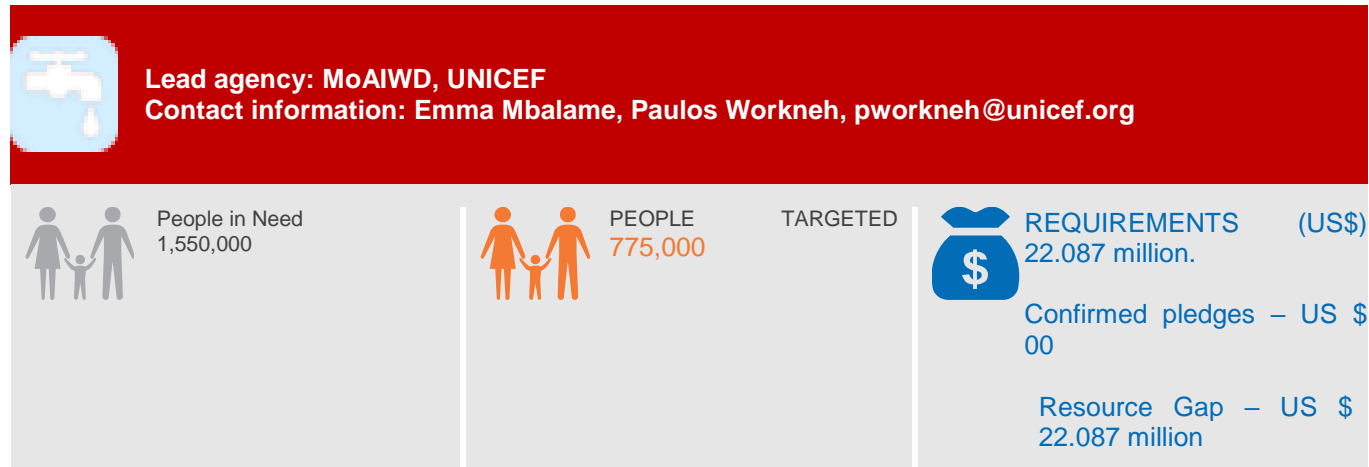 Lead agency: MoAIWD, UNICEF
Contact information: Emma Mbalame, Paulos Workneh, pworkneh@unicef.org
People in Need
1,550,000
PEOPLE TARGETED
775,000
$
REQUIREMENTS (US$)
22.087 million.
Confirmed pledges – US $
00
Resource Gap – US $
22.087 million